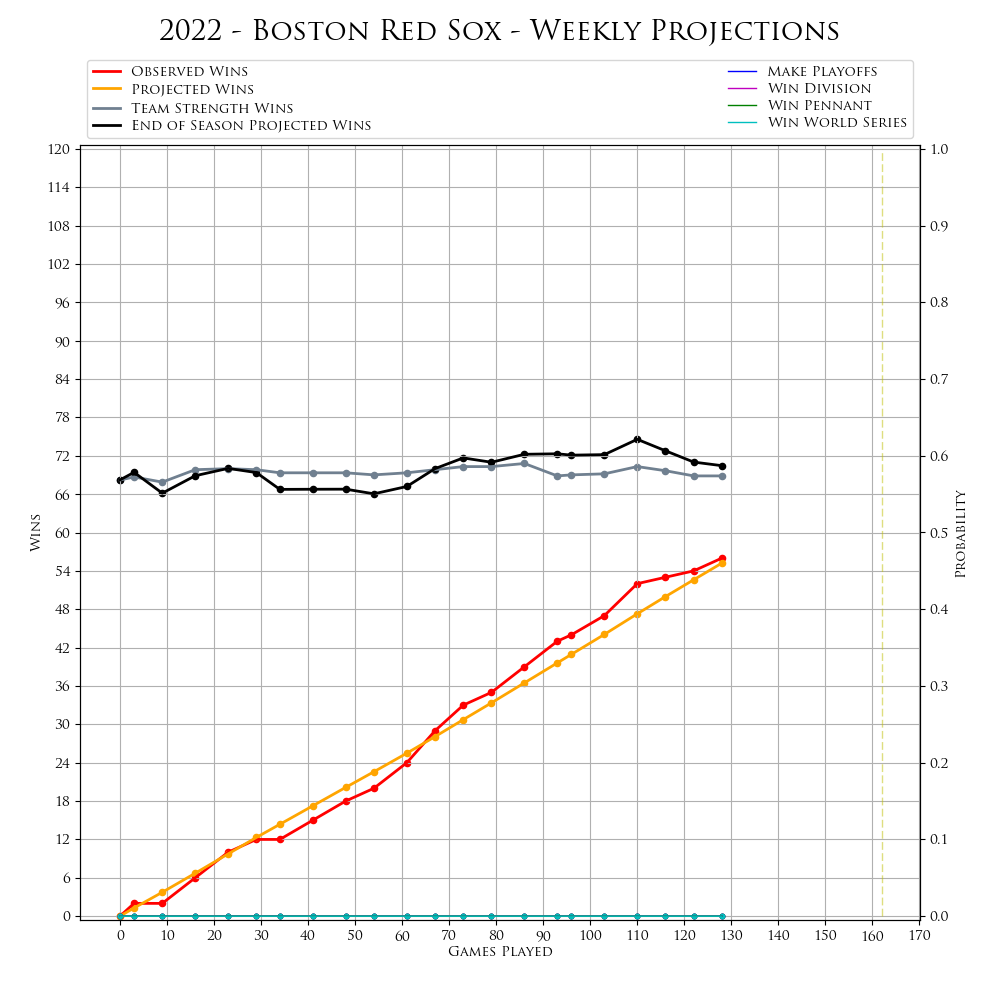 2022 - Boston Red Sox - Weekly Projections
Observed Wins
Projected Wins
Team Strength Wins
End of Season Projected Wins
Make Playoffs
Win Division
Win Pennant
Win World Series
120
114
108
102
96
90
84
78
72
66
60
54
48
42
36
30
24
18
12
6
0
Wins
1.0
0.9
0.8
0.7
0.6
0.5
0.4
0.3
0.2
0.1
0.0
Probability
0 10 20 30 40 50 60 70 80 90 100 110 120 130 140 150 160 170
Games Played